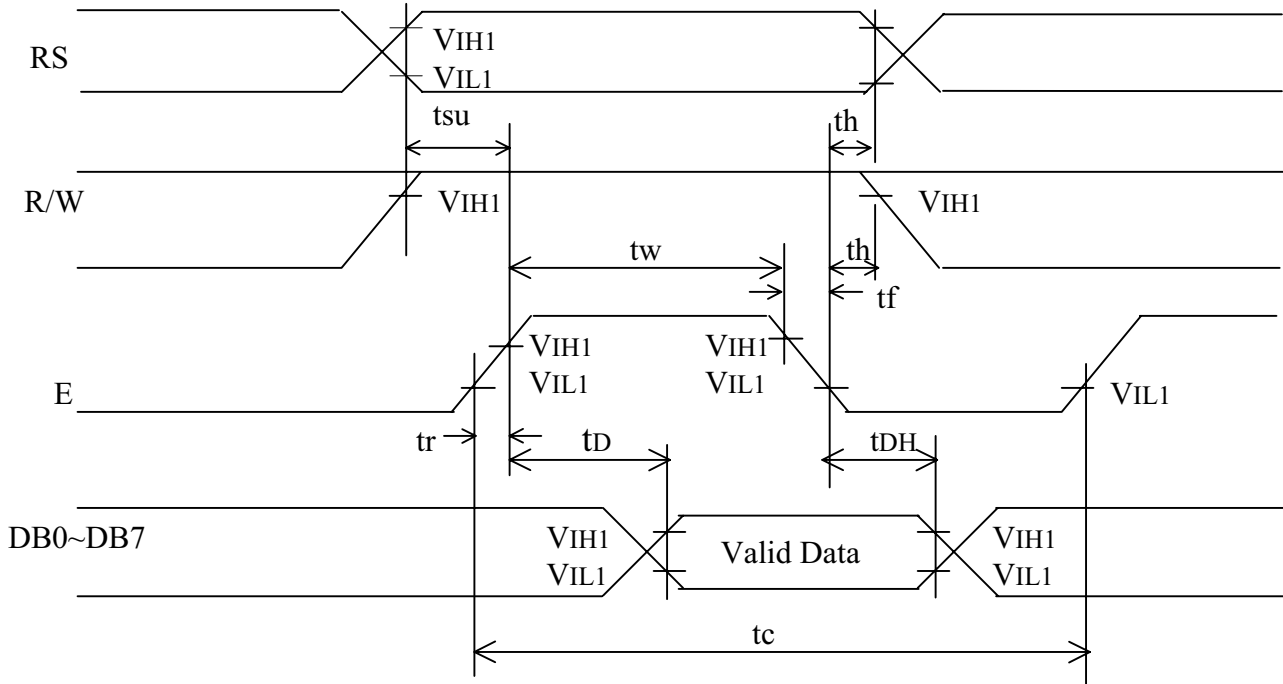 RS
VIH1
VIL1
tsu
th
R/W
VIH1
VIH1
tw
th
tf
E
VIH1
VIL1
VIH1
VIL1
VIL1
tr
tD
tDH
DB0~DB7
VIH1
VIL1
Valid Data
VIH1
VIL1
tc